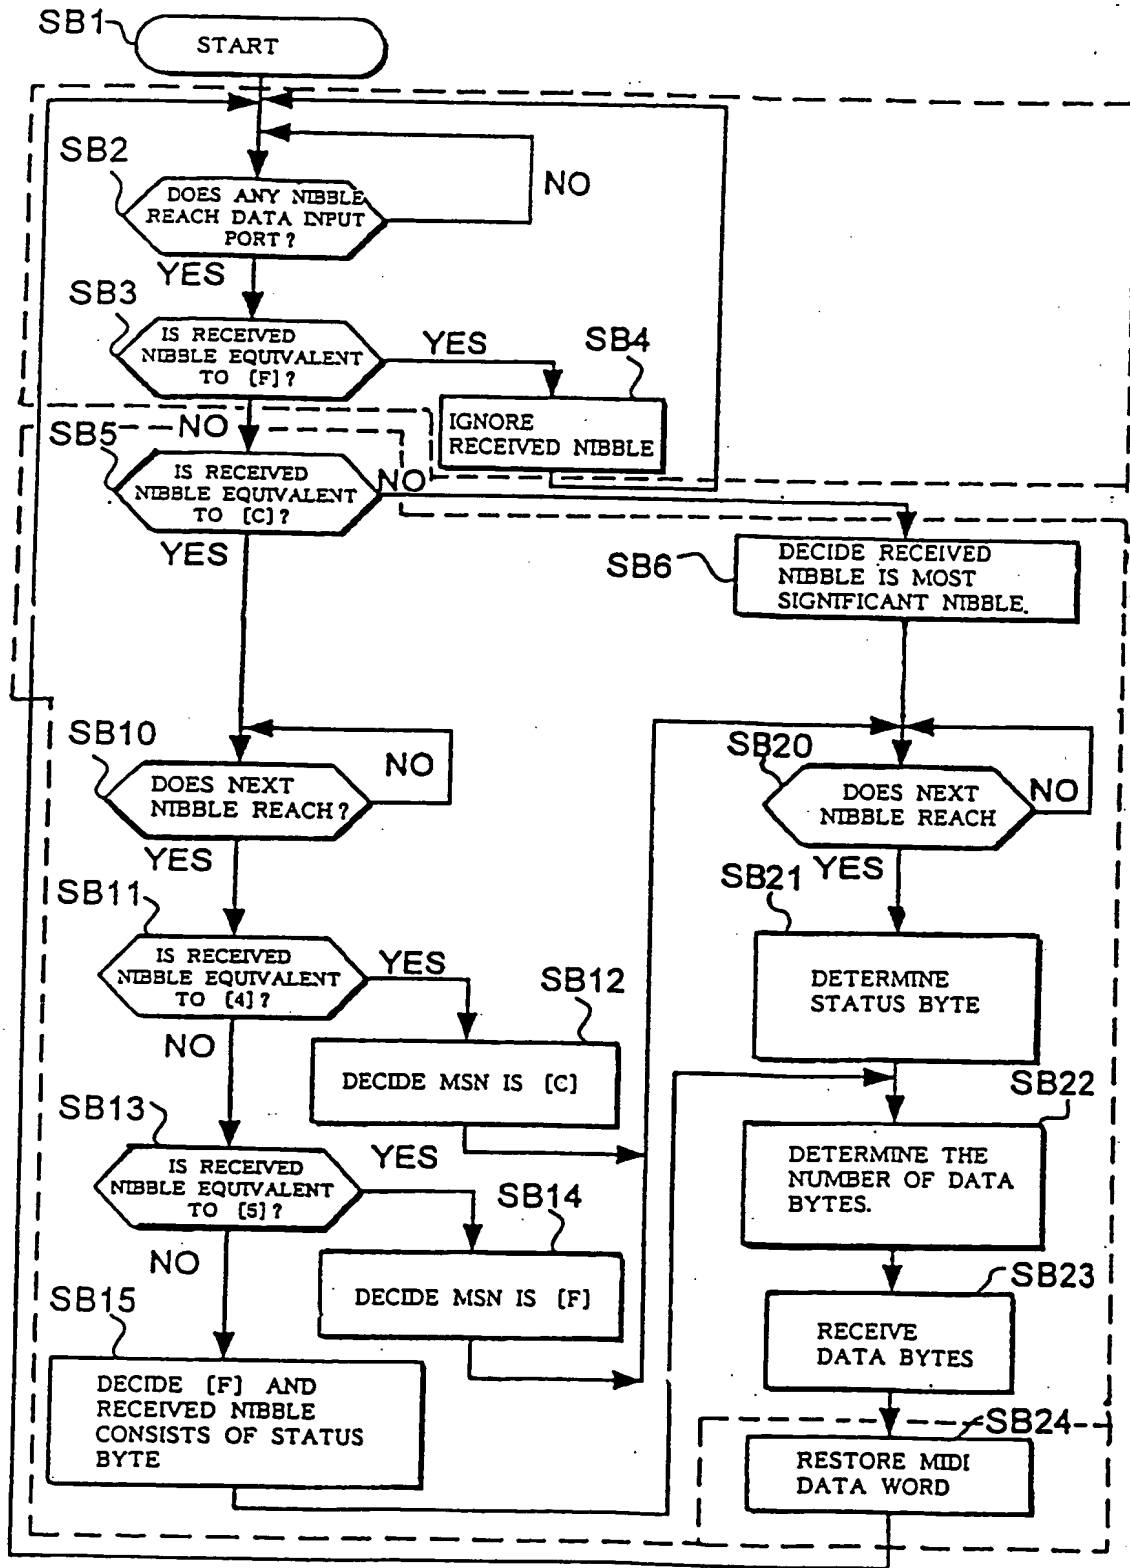 SB1
START
SB2
DOES ANY NIBBLE
REACH DATA INPUT
PORT?
NO
YES
SB3
IS RECEIVED
NIBBLE EQUIVALENT
TO [F]?
YES
SB4
IGNORE
RECEIVED NIBBLE
NO
SB5
IS RECEIVED
NIBBLE EQUIVALENT
TO [C]?
NO
YES
SB6
DECIDE RECEIVED
NIBBLE IS MOST
SIGNIFICANT NIBBLE.
SB10
DOES NEXT
NIBBLE REACH?
NO
YES
SB20
DOES NEXT
NIBBLE REACH
NO
YES
SB11
IS RECEIVED
NIBBLE EQUIVALENT
TO [4]?
YES
NO
SB12
DECIDE MSN IS [C]
SB21
DETERMINE
STATUS BYTE
SB13
IS RECEIVED
NIBBLE EQUIVALENT
TO [5]?
YES
NO
SB14
DECIDE MSN IS [F]
SB22
DETERMINE THE
NUMBER OF DATA
BYTES.
SB15
DECIDE [F] AND
RECEIVED NIBBLE
CONSISTS OF STATUS
BYTE
SB23
RECEIVE
DATA BYTES
SB24
RESTORE MIDI
DATA WORD